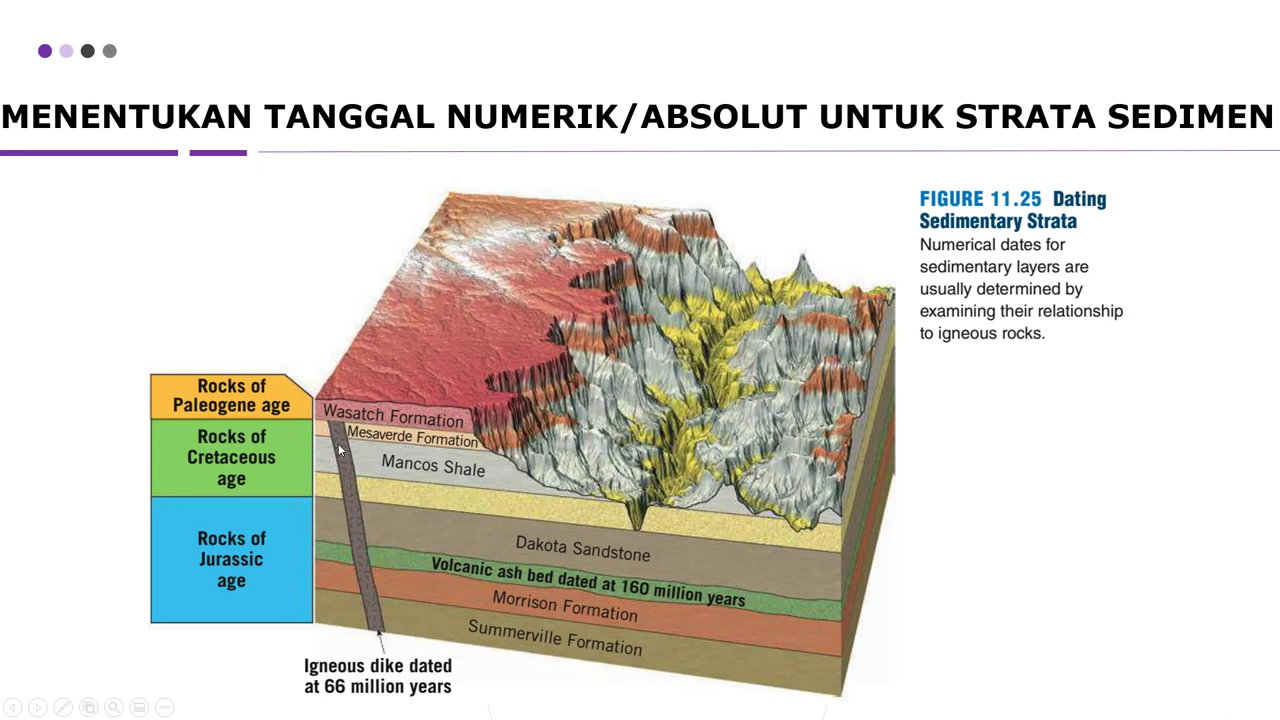 MENENTUKAN TANGGAL NUMERIK/ABSOLUT UNTUK STRATA SEDIMEN
FIGURE 11.25 Dating
Sedimentary Strata
Numerical dates for
sedimentary layers are
usually determined by
examining their relationship
to igneous rocks.
Rocks of
Paleogene age
Rocks of
Cretaceous
age
Rocks of
Jurassic
age
Wasatch Formation
Mesaverde Formation
Mancos Shale
Dakota Sandstone
Volcanic ash bed dated at 160 million years
Morrison Formation
Summerville Formation
Igneous dike dated
at 66 million years